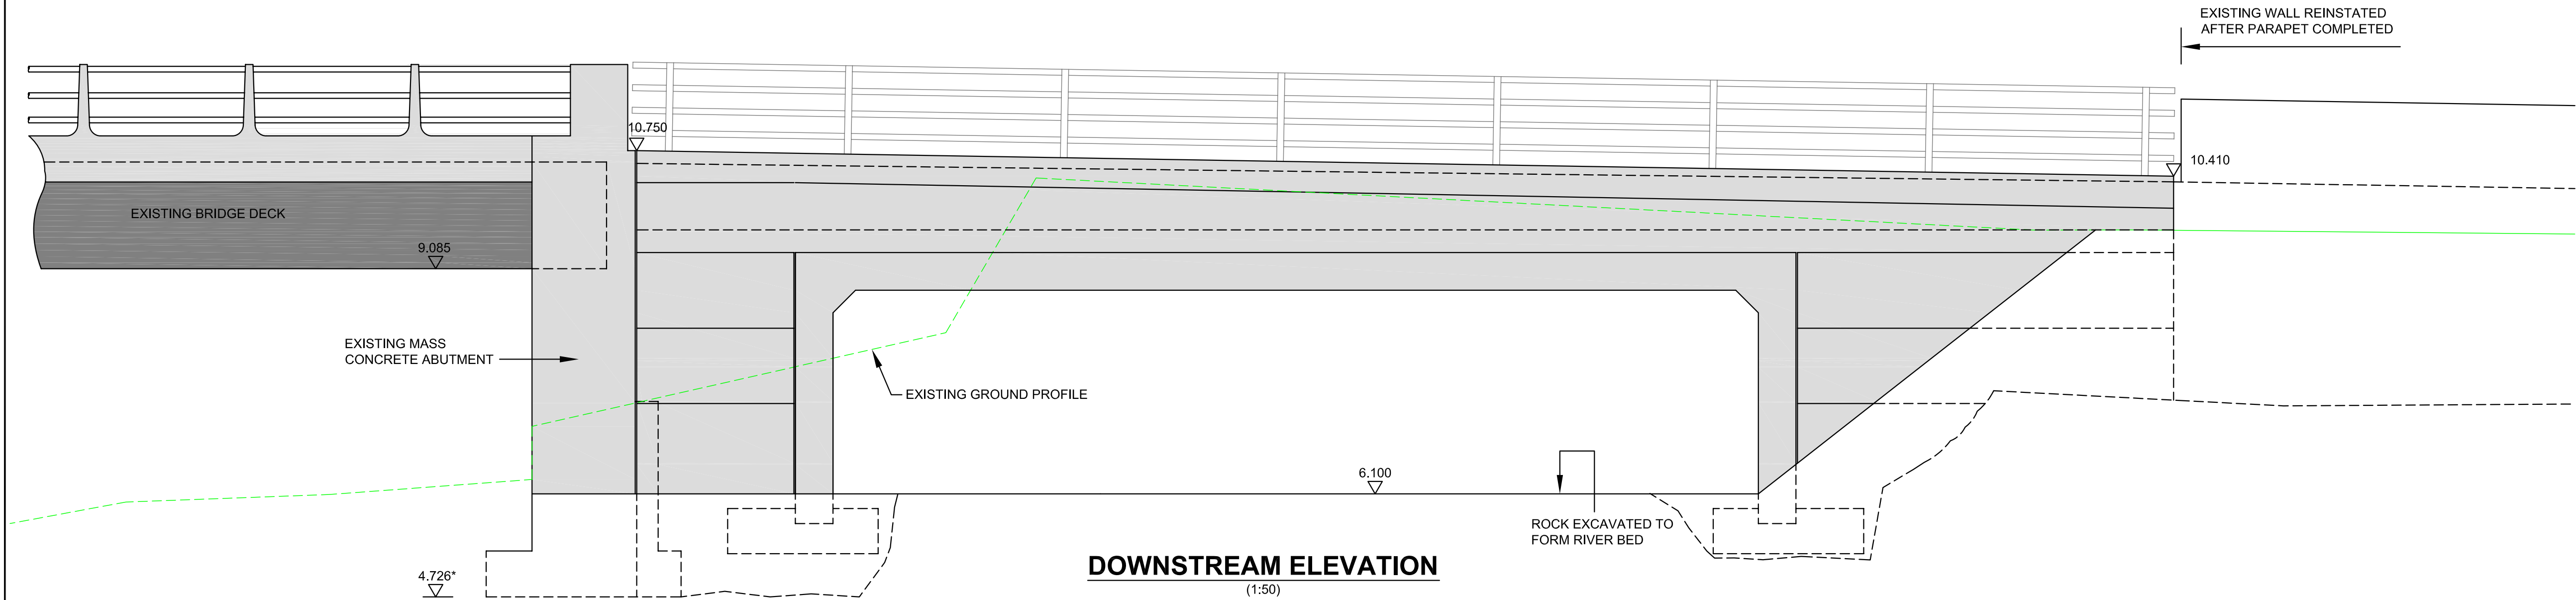 EXISTING WALL REINSTATED
AFTER PARAPET COMPLETED
10.750
10.410
EXISTING BRIDGE DECK
9.085
EXISTING MASS
CONCRETE ABUTMENT
EXISTING GROUND PROFILE
6.100
ROCK EXCAVATED TO
FORM RIVER BED
4.726*
DOWNSTREAM ELEVATION
(1:50)